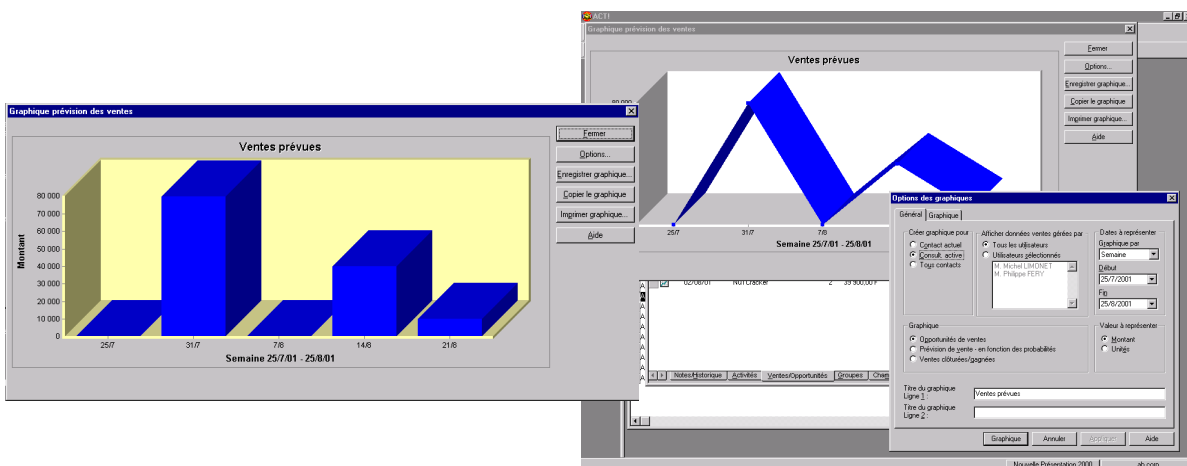 ACT!
Graphique prévision des ventes
Ventes prévues
Fermer
Options...
Enregistrer graphique...
Copier le graphique
Imprimer graphique...
Aide
80 000
25/7
31/7
7/8
Semaine 25/7/01 - 25/8/01
Graphique prévision des ventes
Ventes prévues
Montant
80 000
70 000
60 000
50 000
40 000
30 000
20 000
10 000
0
25/7
31/7
7/8
14/8
21/8
Semaine 25/7/01 - 25/8/01
Fermer
Options...
Enregistrer graphique...
Copier le graphique
Imprimer graphique...
Aide
Options des graphiques
Général
Graphique
Créer graphique pour
Contact actuel
Consult. active
Tous contacts
Afficher données ventes gérées par
Tous les utilisateurs
Utilisateurs sélectionnés
M. Michel LIMONET
M. Philippe FERY
Dates à représenter
Graphique par
Semaine
Début
25/7/2001
Fin
25/8/2001
Graphique
Opportunités de ventes
Prévision de vente - en fonction des probabilités
Ventes clôturées/gagnées
Valeur à représenter
Montant
Unités
Titre du graphique
Ligne 1 :
Ventes prévues
Titre du graphique
Ligne 2 :
Graphique
Annuler
Appliquer
Aide
02/08/01 NUTCracker 2 39 900,00 F
Notes/Historique
Activités
Ventes/Opportunités
Groupes
Nouvelle Présentation 2000
ab corp